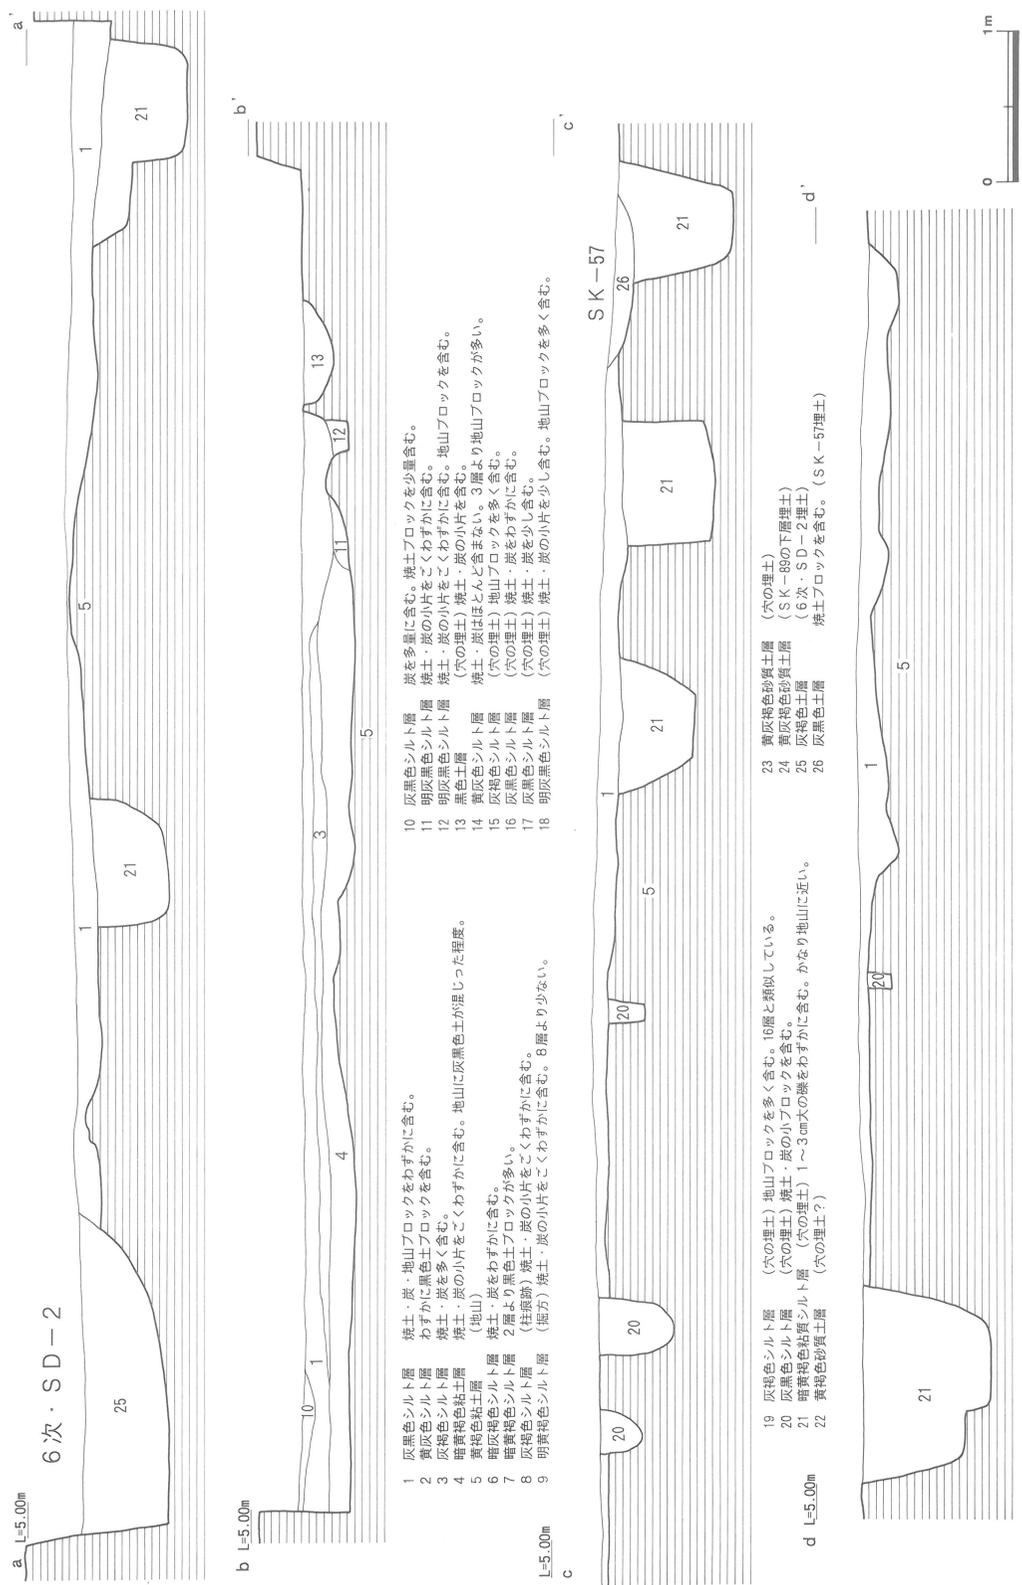 6次・SD－2
a L=5.00m
a'
25
1
21
5
1
21
b L=5.00m
b'
10
1
4
3
5
11
12
13
1 灰黒色シルト層 焼土・炭・地山ブロックをわずかに含む。
2 黄灰色シルト層 わずかに黒色土ブロックを含む。
3 灰褐色シルト層 焼土・炭を多く含む。
4 暗黄褐色粘土層 焼土・炭の小片をごくわずかに含む。地山に灰黒色土が混じった程度。
5 黄褐色粘土層 （地山）
6 暗灰褐色シルト層 焼土・炭をわずかに含む。
7 暗黄褐色シルト層 2層より黒色土ブロックが多い。
8 灰褐色シルト層 （柱痕跡）焼土・炭の小片をごくわずかに含む。
9 明黄褐色シルト層 （堀方）焼土・炭の小片をごくわずかに含む。8層より少ない。
10 灰黒色シルト層 炭を多量に含む。焼土ブロックを少量含む。
11 明灰黒色シルト層 焼土・炭の小片をごくわずかに含む。
12 明灰黒色シルト層 焼土・炭の小片をごくわずかに含む。地山ブロックを含む。
13 黒色土層 （穴の埋土）焼土・炭の小片を含む。
14 黄灰色シルト層 焼土・炭はほとんど含まない。3層より地山ブロックが多い。
15 灰褐色シルト層 （穴の埋土）地山ブロックを多く含む。
16 灰黒色シルト層 （穴の埋土）焼土・炭をわずかに含む。
17 灰黒色シルト層 （穴の埋土）焼土・炭を少し含む。
18 明灰黒色シルト層 （穴の埋土）焼土・炭の小片を少し含む。地山ブロックを多く含む。
L=5.00m
c
c'
20
20
20
5
1
21
21
SK－57
26
21
19 灰褐色シルト層 （穴の埋土）地山ブロックを多く含む。16層と類似している。
20 灰黒色シルト層 （穴の埋土）焼土・炭の小ブロックを含む。
21 暗黄褐色粘質シルト層 （穴の埋土）1～3cm大の礫をわずかに含む。かなり地山に近い。
22 黄褐色砂質土層 （穴の埋土？）
23 黄灰褐色砂質土層 （穴の埋土）
24 黄灰褐色砂質土層 （SK－89の下層埋土）
25 灰褐色土層 （6次・SD－2埋土）
26 灰黒色土層 焼土ブロックを含む。（SK－57埋土）
d L=5.00m
d'
21
20
1
5
0
1m